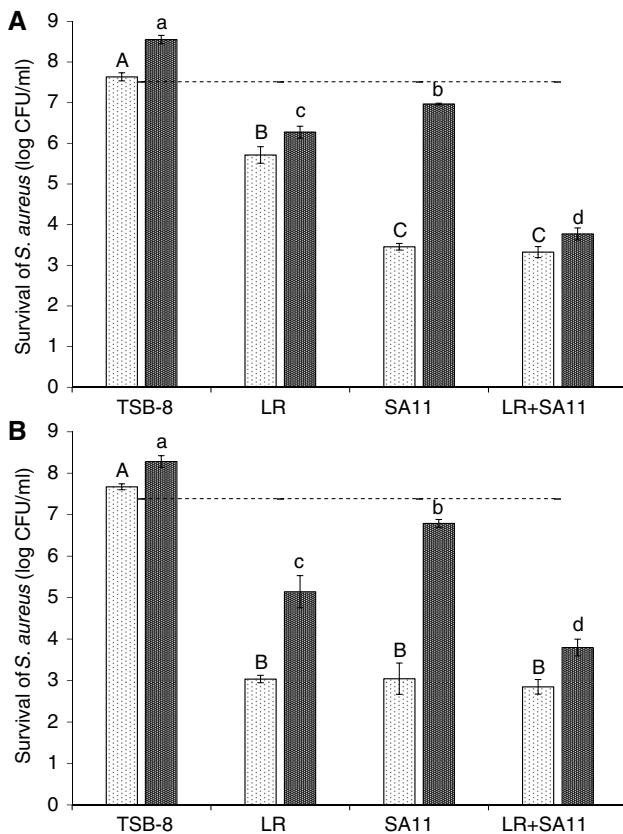 A
Survival of S. aureus (log CFU/ml)
9
8
7
6
5
4
3
2
1
0
A
a
B
c
C
b
C
d
TSB-8 LR SA11 LR+SA11
B
Survival of S. aureus (log CFU/ml)
9
8
7
6
5
4
3
2
1
0
A
a
B
c
B
b
B
d
TSB-8 LR SA11 LR+SA11